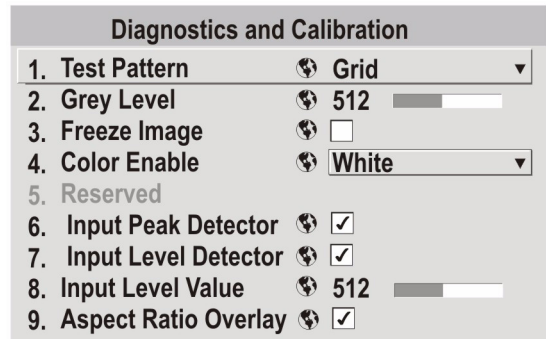 Diagnostics and Calibration
1. Test Pattern Grid
2. Grey Level 512
3. Freeze Image
4. Color Enable White
5. Reserved
6. Input Peak Detector
7. Input Level Detector
8. Input Level Value 512
9. Aspect Ratio Overlay